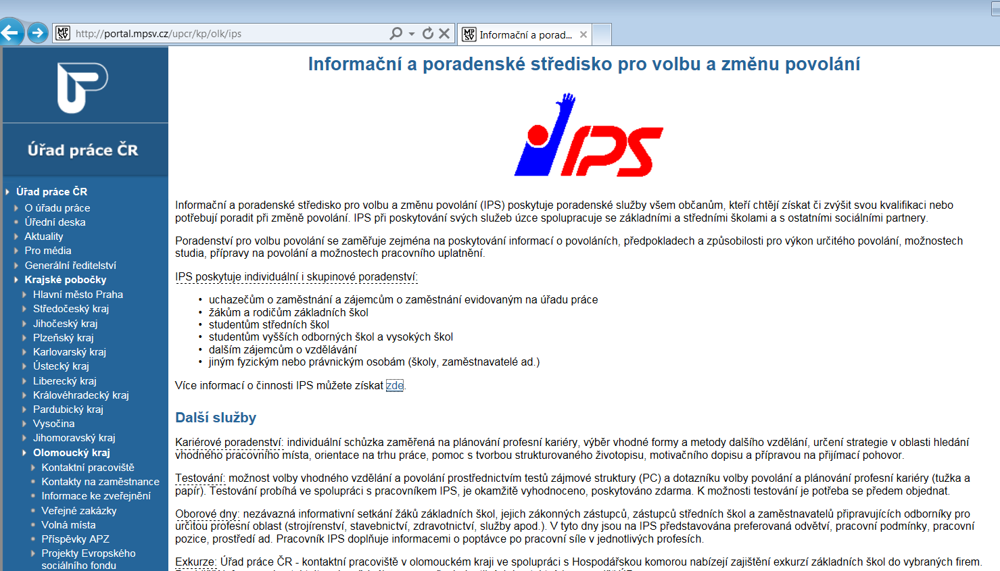 http://portal.mpsv.cz/upcr/kp/olk/ips
MP
SV
Informační a porad...
Úřad práce ČR
Úřad práce ČR
O úřadu práce
Úřední deska
Aktuality
Pro média
Generální ředitelství
Krajské pobočky
Hlavní město Praha
Středočeský kraj
Jihočeský kraj
Plzeňský kraj
Karlovarský kraj
Ústecký kraj
Liberecký kraj
Královéhradecký kraj
Pardubický kraj
Vysočina
Jihomoravský kraj
Olomoucký kraj
Kontaktní pracoviště
Kontakty na zaměstnance
Informace ke zveřejnění
Veřejné zakázky
Volná místa
Příspěvky APZ
Projekty Evropského
sociálního fondu
Informační a poradenské středisko pro volbu a změnu povolání
IPS
Informační a poradenské středisko pro volbu a změnu povolání (IPS) poskytuje poradenské služby všem občanům, kteří chtějí získat či zvýšit svou kvalifikaci nebo
potřebují poradit při změně povolání. IPS při poskytování svých služeb úzce spolupracuje se základními a středními školami a s ostatními sociálními partnery.
Poradenství pro volbu povolání se zaměřuje zejména na poskytování informací o povoláních, předpokladech a způsobilosti pro výkon určitého povolání, možnostech
studia, přípravy na povolání a možnostech pracovního uplatnění.
IPS poskytuje individuální i skupinové poradenství:
• uchazečům o zaměstnání a zájemcům o zaměstnání evidovaným na úřadu práce
• žákům a rodičům základních škol
• studentům středních škol
• studentům vyšších odborných škol a vysokých škol
• dalším zájemcům o vzdělávání
• jiným fyzickým nebo právnickým osobám (školy, zaměstnavatelé ad.)
Více informací o činnosti IPS můžete získat zde.
Další služby
Kariérové poradenství: individuální schůzka zaměřená na plánování profesní kariéry, výběr vhodné formy a metody dalšího vzdělání, určení strategie v oblasti hledání
vhodného pracovního místa, orientace na trhu práce, pomoc s tvorbou strukturovaného životopisu, motivačního dopisu a přípravou na přijímací pohovor.
Testování: možnost volby vhodného vzdělání a povolání prostřednictvím testů zájmové struktury (PC) a dotazníku volby povolání a plánování profesní kariéry (tužka a
papír). Testování probíhá ve spolupráci s pracovníkem IPS, je okamžitě vyhodnoceno, poskytováno zdarma. K možnosti testování je potřeba se předem objednat.
Oborové dny: nezávazná informativní setkání žáků základních škol, jejich zákonných zástupců, zástupců středních škol a zaměstnavatelů připravujících odborníky pro
určitou profesní oblast (strojírenství, stavebnictví, zdravotnictví, služby apod.). V tyto dny jsou na IPS představována preferovaná odvětví, pracovní podmínky, pracovní
pozice, prostředí ad. Pracovník IPS doplňuje informacemi o poptávce po pracovní síle v jednotlivých profesích.
Exkurze: Úřad práce ČR - kontaktní pracoviště v olomouckém kraji ve spolupráci s Hospodářskou komorou nabízejí zajištění exkurzí základních škol do vybraných firem.